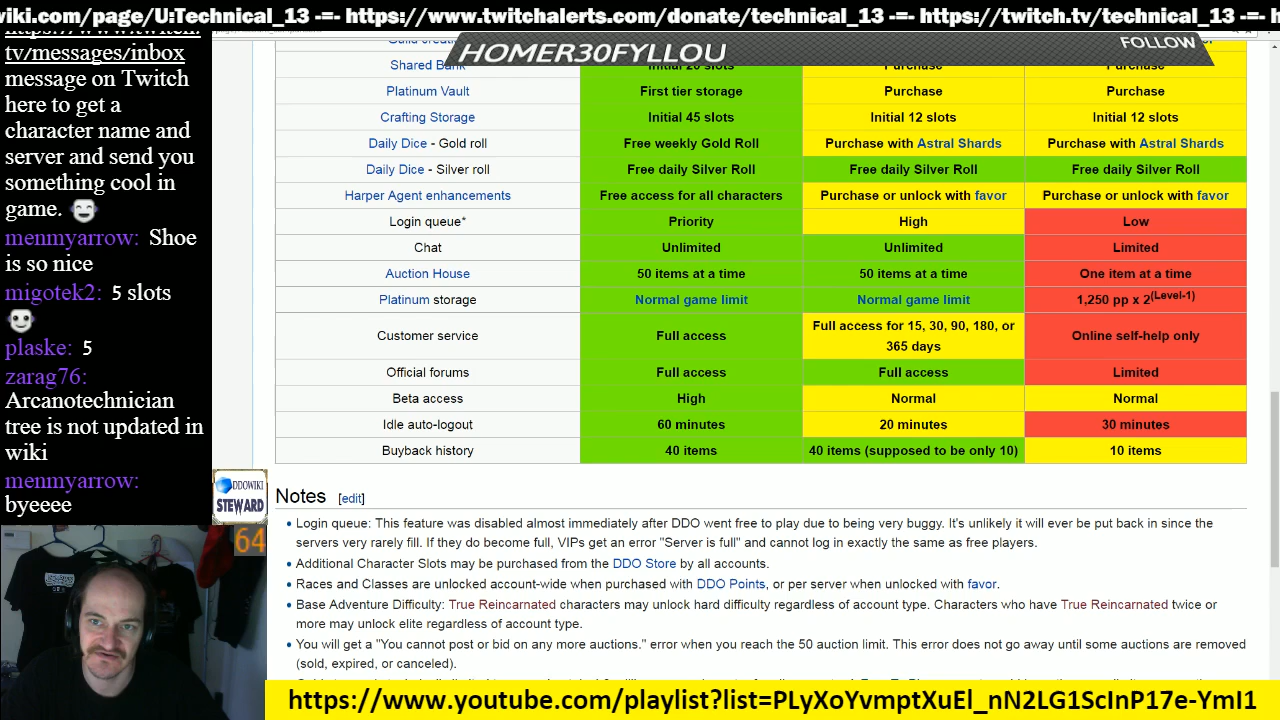 wiki.com/page/U:Technical_13 -=- https://www.twitchalerts.com/donate/technical_13 -=- https://twitch.tv/technical_13 -=- h
HOMER30FYLLOU
FOLLOW
https://www.twitch.
tv/messages/inbox
message on Twitch
here to get a
character name and
server and send you
something cool in
game.
menmyarrow: Shoe
is so nice
migotek2: 5 slots
plaske: 5
zarag76:
Arcanotechnician
tree is not updated in
wiki
menmyarrow:
byeeee
Shared Bank Initial 20 slots Purchase Purchase
Platinum Vault First tier storage Purchase Purchase
Crafting Storage Initial 45 slots Initial 12 slots Initial 12 slots
Daily Dice - Gold roll Free weekly Gold Roll Purchase with Astral Shards Purchase with Astral Shards
Daily Dice - Silver roll Free daily Silver Roll Free daily Silver Roll Free daily Silver Roll
Harper Agent enhancements Free access for all characters Purchase or unlock with favor Purchase or unlock with favor
Login queue* Priority High Low
Chat Unlimited Unlimited Limited
Auction House 50 items at a time 50 items at a time One item at a time
Platinum storage Normal game limit Normal game limit 1,250 pp x 2(Level-1)
Customer service Full access Full access for 15, 30, 90, 180, or
365 days Online self-help only
Official forums Full access Full access Limited
Beta access High Normal Normal
Idle auto-logout 60 minutes 20 minutes 30 minutes
Buyback history 40 items 40 items (supposed to be only 10) 10 items
DDOWIKI
STEWARD
64
Notes [edit]
• Login queue: This feature was disabled almost immediately after DDO went free to play due to being very buggy. It's unlikely it will ever be put back in since the
servers very rarely fill. If they do become full, VIPs get an error "Server is full" and cannot log in exactly the same as free players.
• Additional Character Slots may be purchased from the DDO Store by all accounts.
• Races and Classes are unlocked account-wide when purchased with DDO Points, or per server when unlocked with favor.
• Base Adventure Difficulty: True Reincarnated characters may unlock hard difficulty regardless of account type. Characters who have True Reincarnated twice or
more may unlock elite regardless of account type.
• You will get a "You cannot post or bid on any more auctions." error when you reach the 50 auction limit. This error does not go away until some auctions are removed
(sold, expired, or canceled).
https://www.youtube.com/playlist?list=PLyXoYvmptXuEl_nN2LG1ScInP17e-YmI1